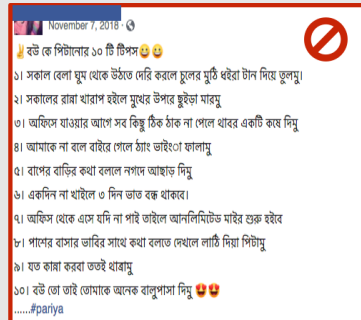 November 7, 2018 ·
✌বউ কে পিটানোর ১০ টি টিপস😀😀
১। সকাল বেলা ঘুম থেকে উঠতে দেরি করলে চুলের মুঠি ধইরা টান দিয়ে তুলমু।
২। সকালের রান্না খারাপ হইলে মুখের উপরে ছুইড়া মারমু
৩। অফিসে যাওয়ার আগে সব কিছু ঠিক ঠাক না পেলে থাবর একটি কষে দিমু
৪। আমাকে না বলে বাইরে গেলে ঠ্যাং ভাইংা ফালামু
৫। বাপের বাড়ির কথা বললে নগদে আছাড় দিমু
৬। একদিন না খাইলে ৩ দিন ভাত বন্ধ থাকবে।
৭। অফিস থেকে এসে যদি না পাই তাইলে আনলিমিটেড মাইর শুরু হইবে
৮। পাশের বাসার ভাবির সাথে কথা বলতে দেখলে লাঠি দিয়া পিটামু
৯। যত কান্না করবা ততই থাব্রামু
১০। বউ তো তাই তোমাকে অনেক বালুপাসা দিমু 😍😍
......#pariya